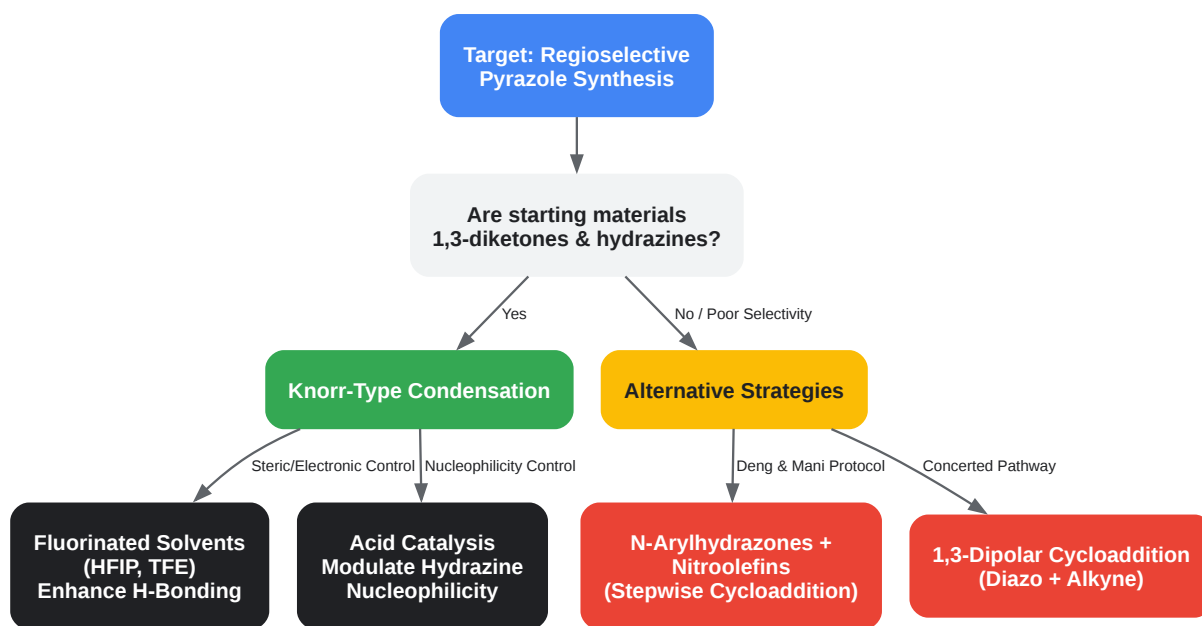 Target: Regioselective
Pyrazole Synthesis
Are starting materials
1,3-diketones & hydrazines?
Yes
No / Poor Selectivity
Knorr-Type Condensation
Alternative Strategies
Steric/Electronic Control
Nucleophilicity Control
Deng & Mani Protocol
Concerted Pathway
Fluorinated Solvents
(HFIP, TFE)
Enhance H-Bonding
Acid Catalysis
Modulate Hydrazine
Nucleophilicity
N-Arylhydrazones +
Nitroolefins
(Stepwise Cycloaddition)
1,3-Dipolar Cycloaddition
(Diazo + Alkyne)